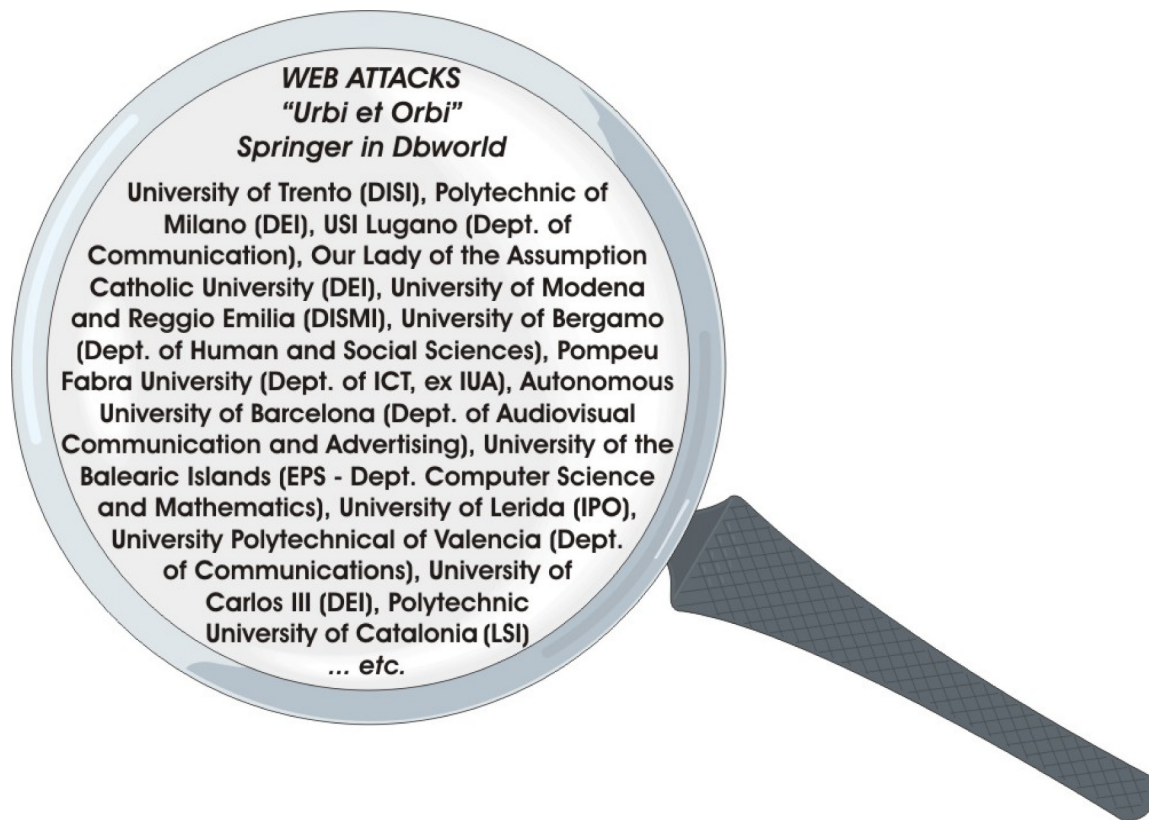 WEB ATTACKS
“Urbi et Orbi”
Springer in Dbworld
University of Trento (DISI), Polytechnic of
Milano (DEI), USI Lugano (Dept. of
Communication), Our Lady of the Assumption
Catholic University (DEI), University of Modena
and Reggio Emilia (DISMI), University of Bergamo
(Dept. of Human and Social Sciences), Pompeu
Fabra University (Dept. of ICT, ex IUA), Autonomous
University of Barcelona (Dept. of Audiovisual
Communication and Advertising), University of the
Balearic Islands (EPS - Dept. Computer Science
and Mathematics), University of Lerida (IPO),
University Polytechnical of Valencia (Dept.
of Communications), University of
Carlos III (DEI), Polytechnic
University of Catalonia (LSI)
... etc.